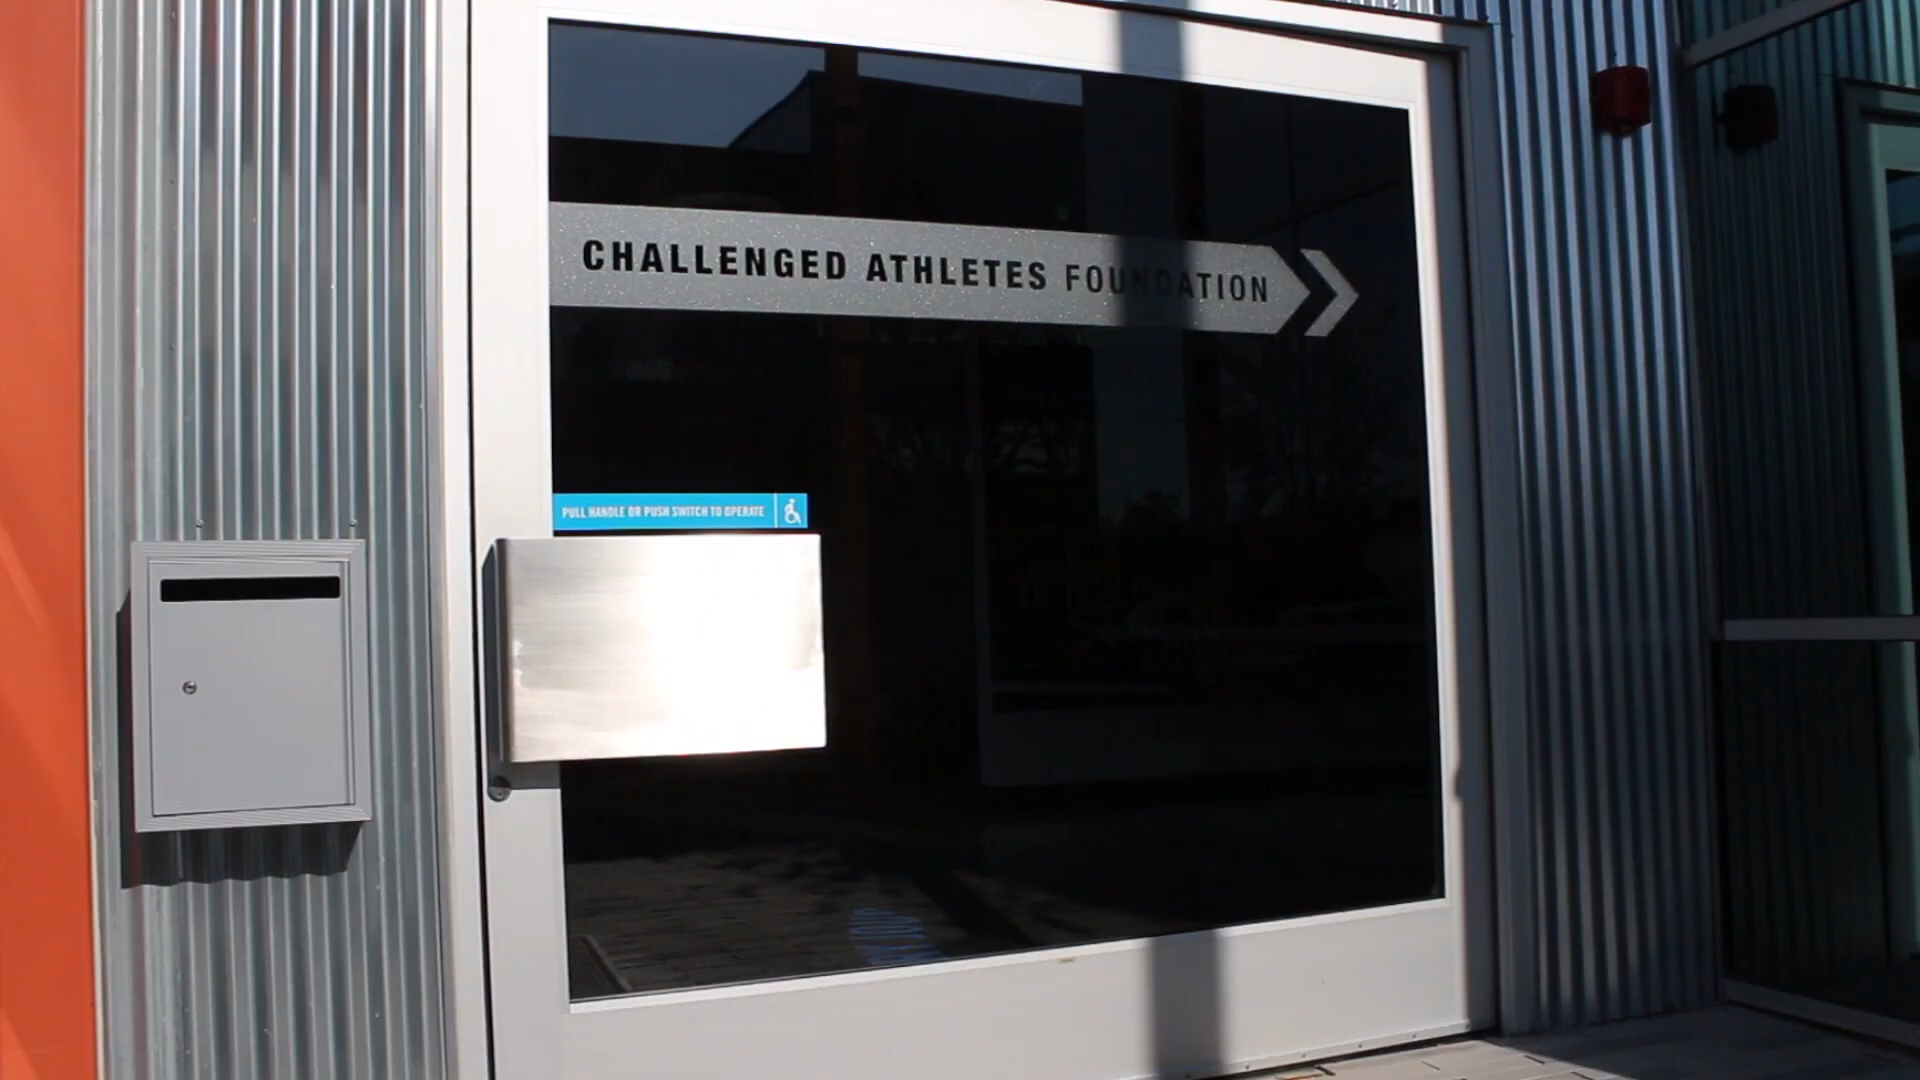 CHALLENGED ATHLETES FOUNDATION
PULL HANDLE OR PUSH SWITCH TO OPERATE